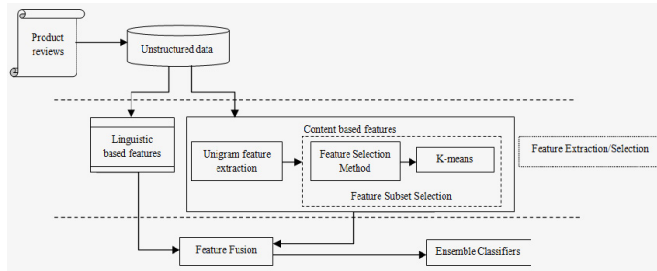 Product
reviews
Unstructured data
Linguistic
based features
Content based features
Unigram feature
extraction
Feature Selection
Method
K-means
Feature Subset Selection
Feature Extraction/Selection
Feature Fusion
Ensemble Classifiers